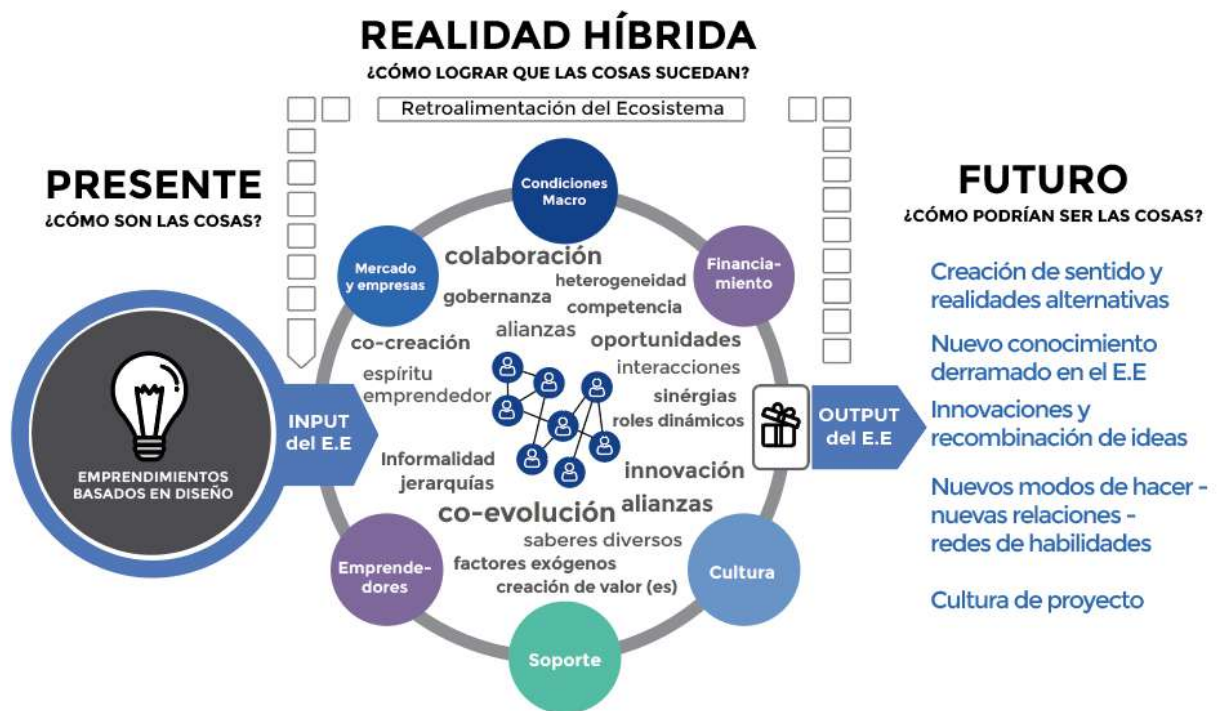 REALIDAD HÍBRIDA
¿CÓMO LOGRAR QUE LAS COSAS SUCEDAN?
Retroalimentación del Ecosistema
PRESENTE
¿CÓMO SON LAS COSAS?
EMPRENDIMIENTOS
BASADOS EN DISEÑO
INPUT
del E.E
Condiciones
Macro
Mercado
y empresas
Financia-
miento
colaboración
heterogeneidad
gobernanza
competencia
alianzas
co-creación
oportunidades
espíritu
emprendedor
interacciones
sinérgias
roles dinámicos
Informalidad
jerarquías
innovación
co-evolución
alianzas
saberes diversos
factores exógenos
creación de valor (es)
Emprende-
dores
Cultura
Soporte
OUTPUT
del E.E
FUTURO
¿CÓMO PODRÍAN SER LAS COSAS?
Creación de sentido y
realidades alternativas
Nuevo conocimiento
derramado en el E.E
Innovaciones y
recombinación de ideas
Nuevos modos de hacer -
nuevas relaciones -
redes de habilidades
Cultura de proyecto